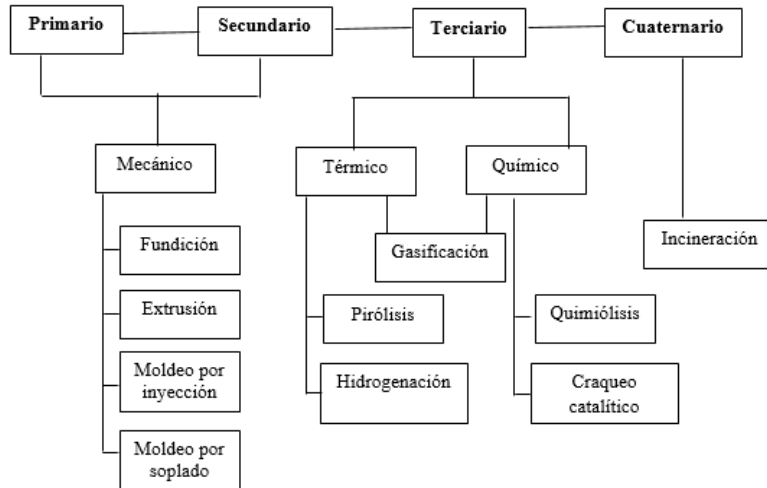 Primario
Secundario
Terciario
Cuaternario
Mecánico
Térmico
Químico
Fundición
Gasificación
Incineración
Extrusión
Pirólisis
Quimiólisis
Moldeo por
inyección
Hidrogenación
Craqueo
catalítico
Moldeo por
soplado